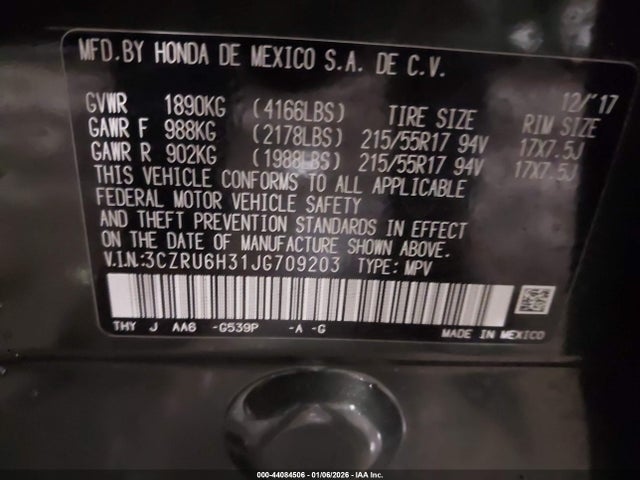 MFD.BY HONDA DE MEXICO S.A. DE C.V.
12/'17
GVWR 1890KG (4166LBS) TIRE SIZE RIM SIZE
GAWR F 988KG (2178LBS) 215/55R17 94V 17X7.5J
GAWR R 902KG (1988LBS) 215/55R17 94V 17X7.5J
THIS VEHICLE CONFORMS TO ALL APPLICABLE
FEDERAL MOTOR VEHICLE SAFETY
AND THEFT PREVENTION STANDARDS IN EFFECT
ON THE DATE OF MANUFACTURE SHOWN ABOVE.
V.I.N:3CZRU6H31JG709203 TYPE: MPV
THY J AA6 -G539P -A -G MADE IN MEXICO
000-44084506 - 01/06/2026 - IAA Inc.